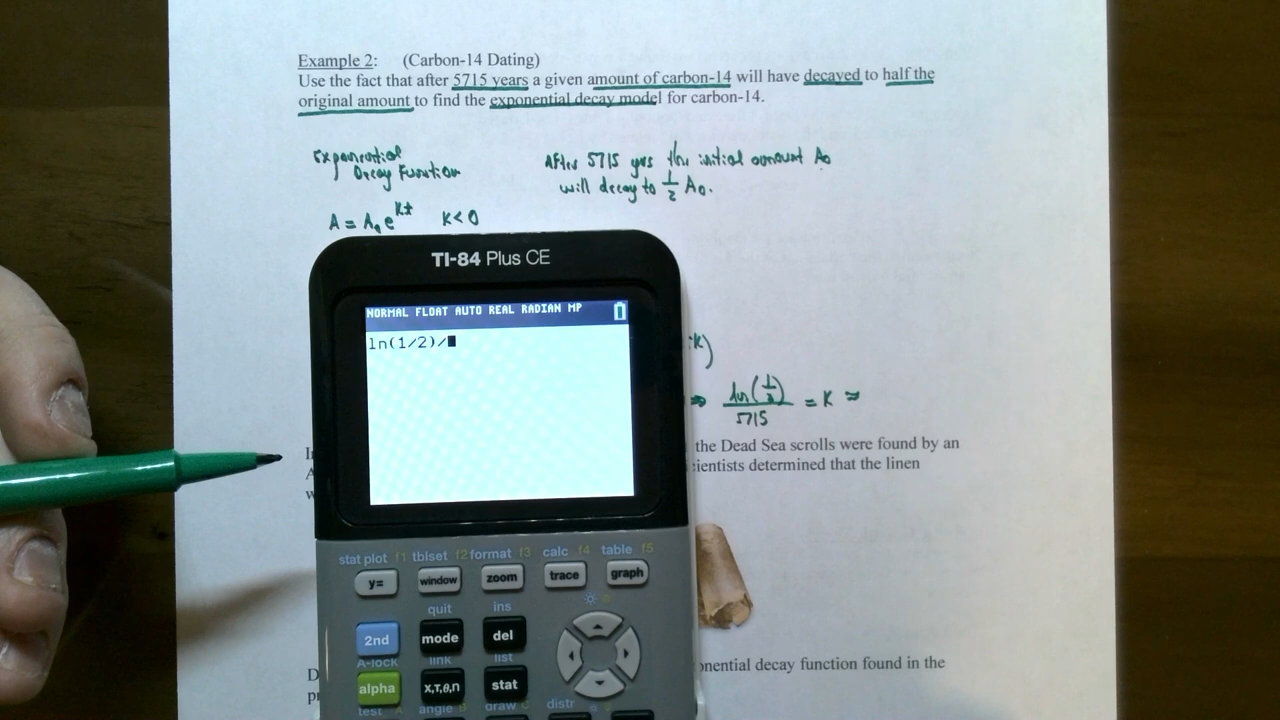 Example 2: (Carbon-14 Dating)
Use the fact that after 5715 years a given amount of carbon-14 will have decayed to half the
original amount to find the exponential decay model for carbon-14.
Exponential
Decay Function
After 5715 yrs the initial amount A₀
will decay to 1/2 A₀.
A = A₀e^kt K<0
TI-84 Plus CE
NORMAL FLOAT AUTO REAL RADIAN MP
ln(1/2)/
k)
ln(1/2)/5715 = K ≈
the Dead Sea scrolls were found by an
ientists determined that the linen
stat plot f1 tblset f2 format f3 calc f4 table f5
y= window zoom trace graph
quit ins
2nd mode del
A-lock link list
alpha X,T,θ,n stat
test A angle B draw C distr
nential decay function found in the